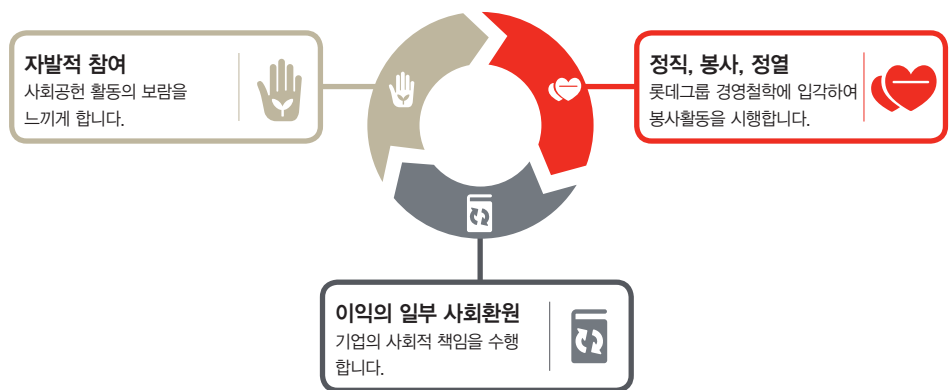 자발적 참여
사회공헌 활동의 보람을
느끼게 합니다.
정직, 봉사, 정열
롯데그룹 경영철학에 입각하여
봉사활동을 시행합니다.
이익의 일부 사회환원
기업의 사회적 책임을 수행
합니다.